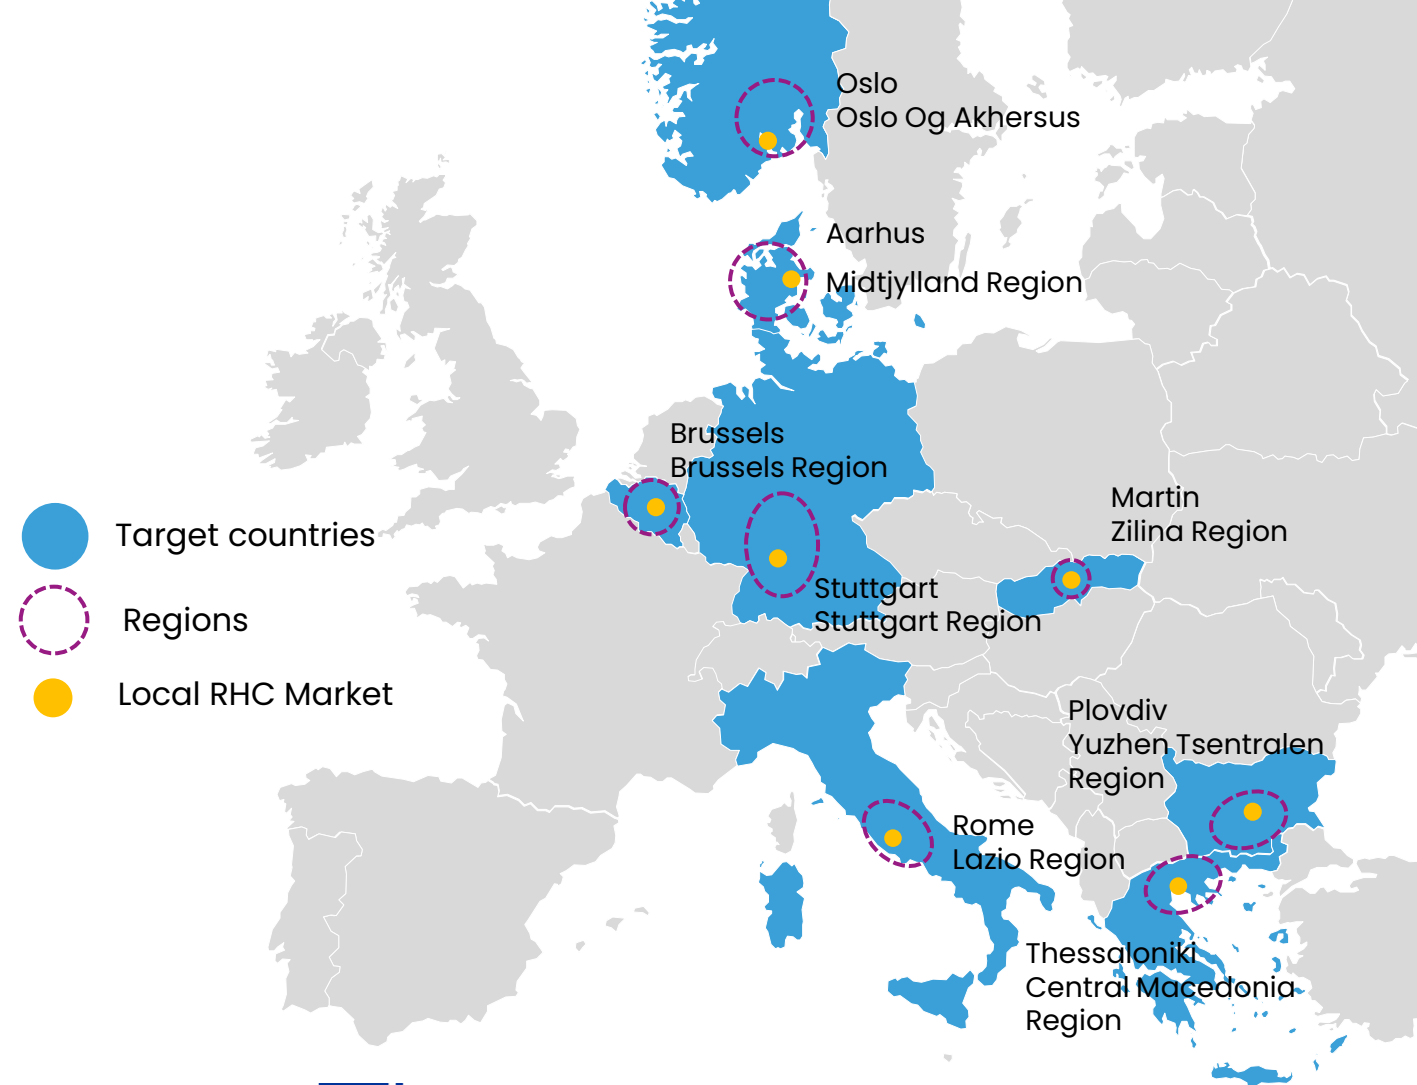 Oslo
Oslo Og Akhersus
Aarhus
Midtjylland Region
Brussels
Brussels Region
Martin
Zilina Region
Target countries
Stuttgart
Stuttgart Region
Regions
Local RHC Market
Plovdiv
Yuzhen Tsentralen
Region
Rome
Lazio Region
Thessaloniki
Central Macedonia
Region